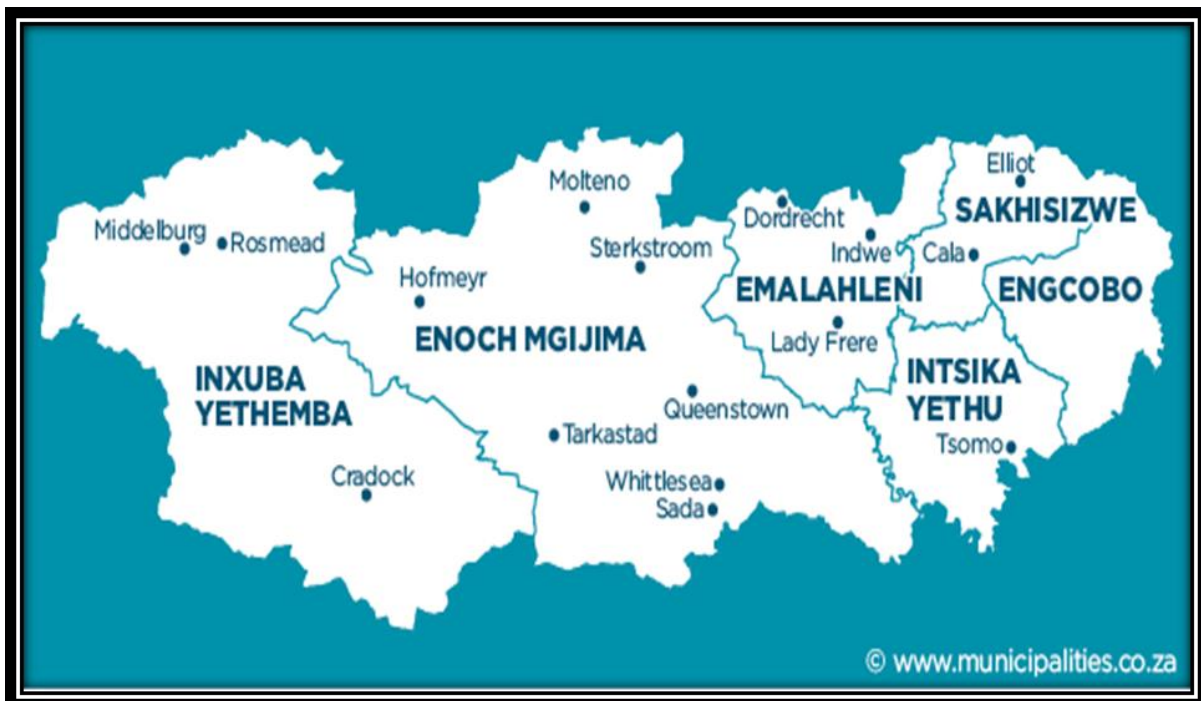 Molteno
Elliot
Dordrecht
SAKHISIZWE
Middelburg
Rosmead
Sterkstroom
Indwe
Cala
Hofmeyr
EMALAHLENI
ENGCOBO
ENOCH MGIJIMA
Lady Frere
INXUBA
YETHEMBA
INTSIKA
YETHU
Queenstown
Tarkastad
Tsomo
Cradock
Whittlesea
Sada
© www.municipalities.co.za